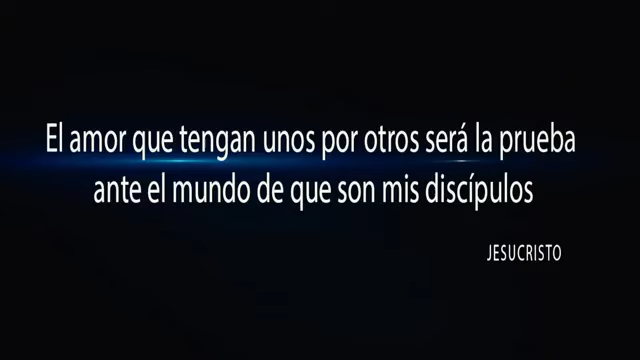 El amor que tengan unos por otros será la prueba
ante el mundo de que son mis discípulos
JESUCRISTO